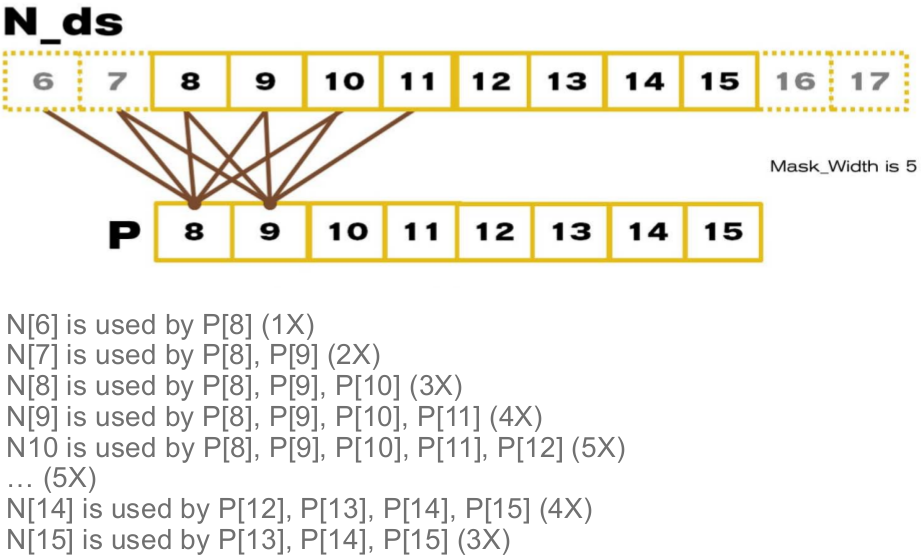 N_ds
6 7 8 9 10 11 12 13 14 15 16 17
Mask_Width is 5
P 8 9 10 11 12 13 14 15
N[6] is used by P[8] (1X)
N[7] is used by P[8], P[9] (2X)
N[8] is used by P[8], P[9], P[10] (3X)
N[9] is used by P[8], P[9], P[10], P[11] (4X)
N10 is used by P[8], P[9], P[10], P[11], P[12] (5X)
… (5X)
N[14] is used by P[12], P[13], P[14], P[15] (4X)
N[15] is used by P[13], P[14], P[15] (3X)